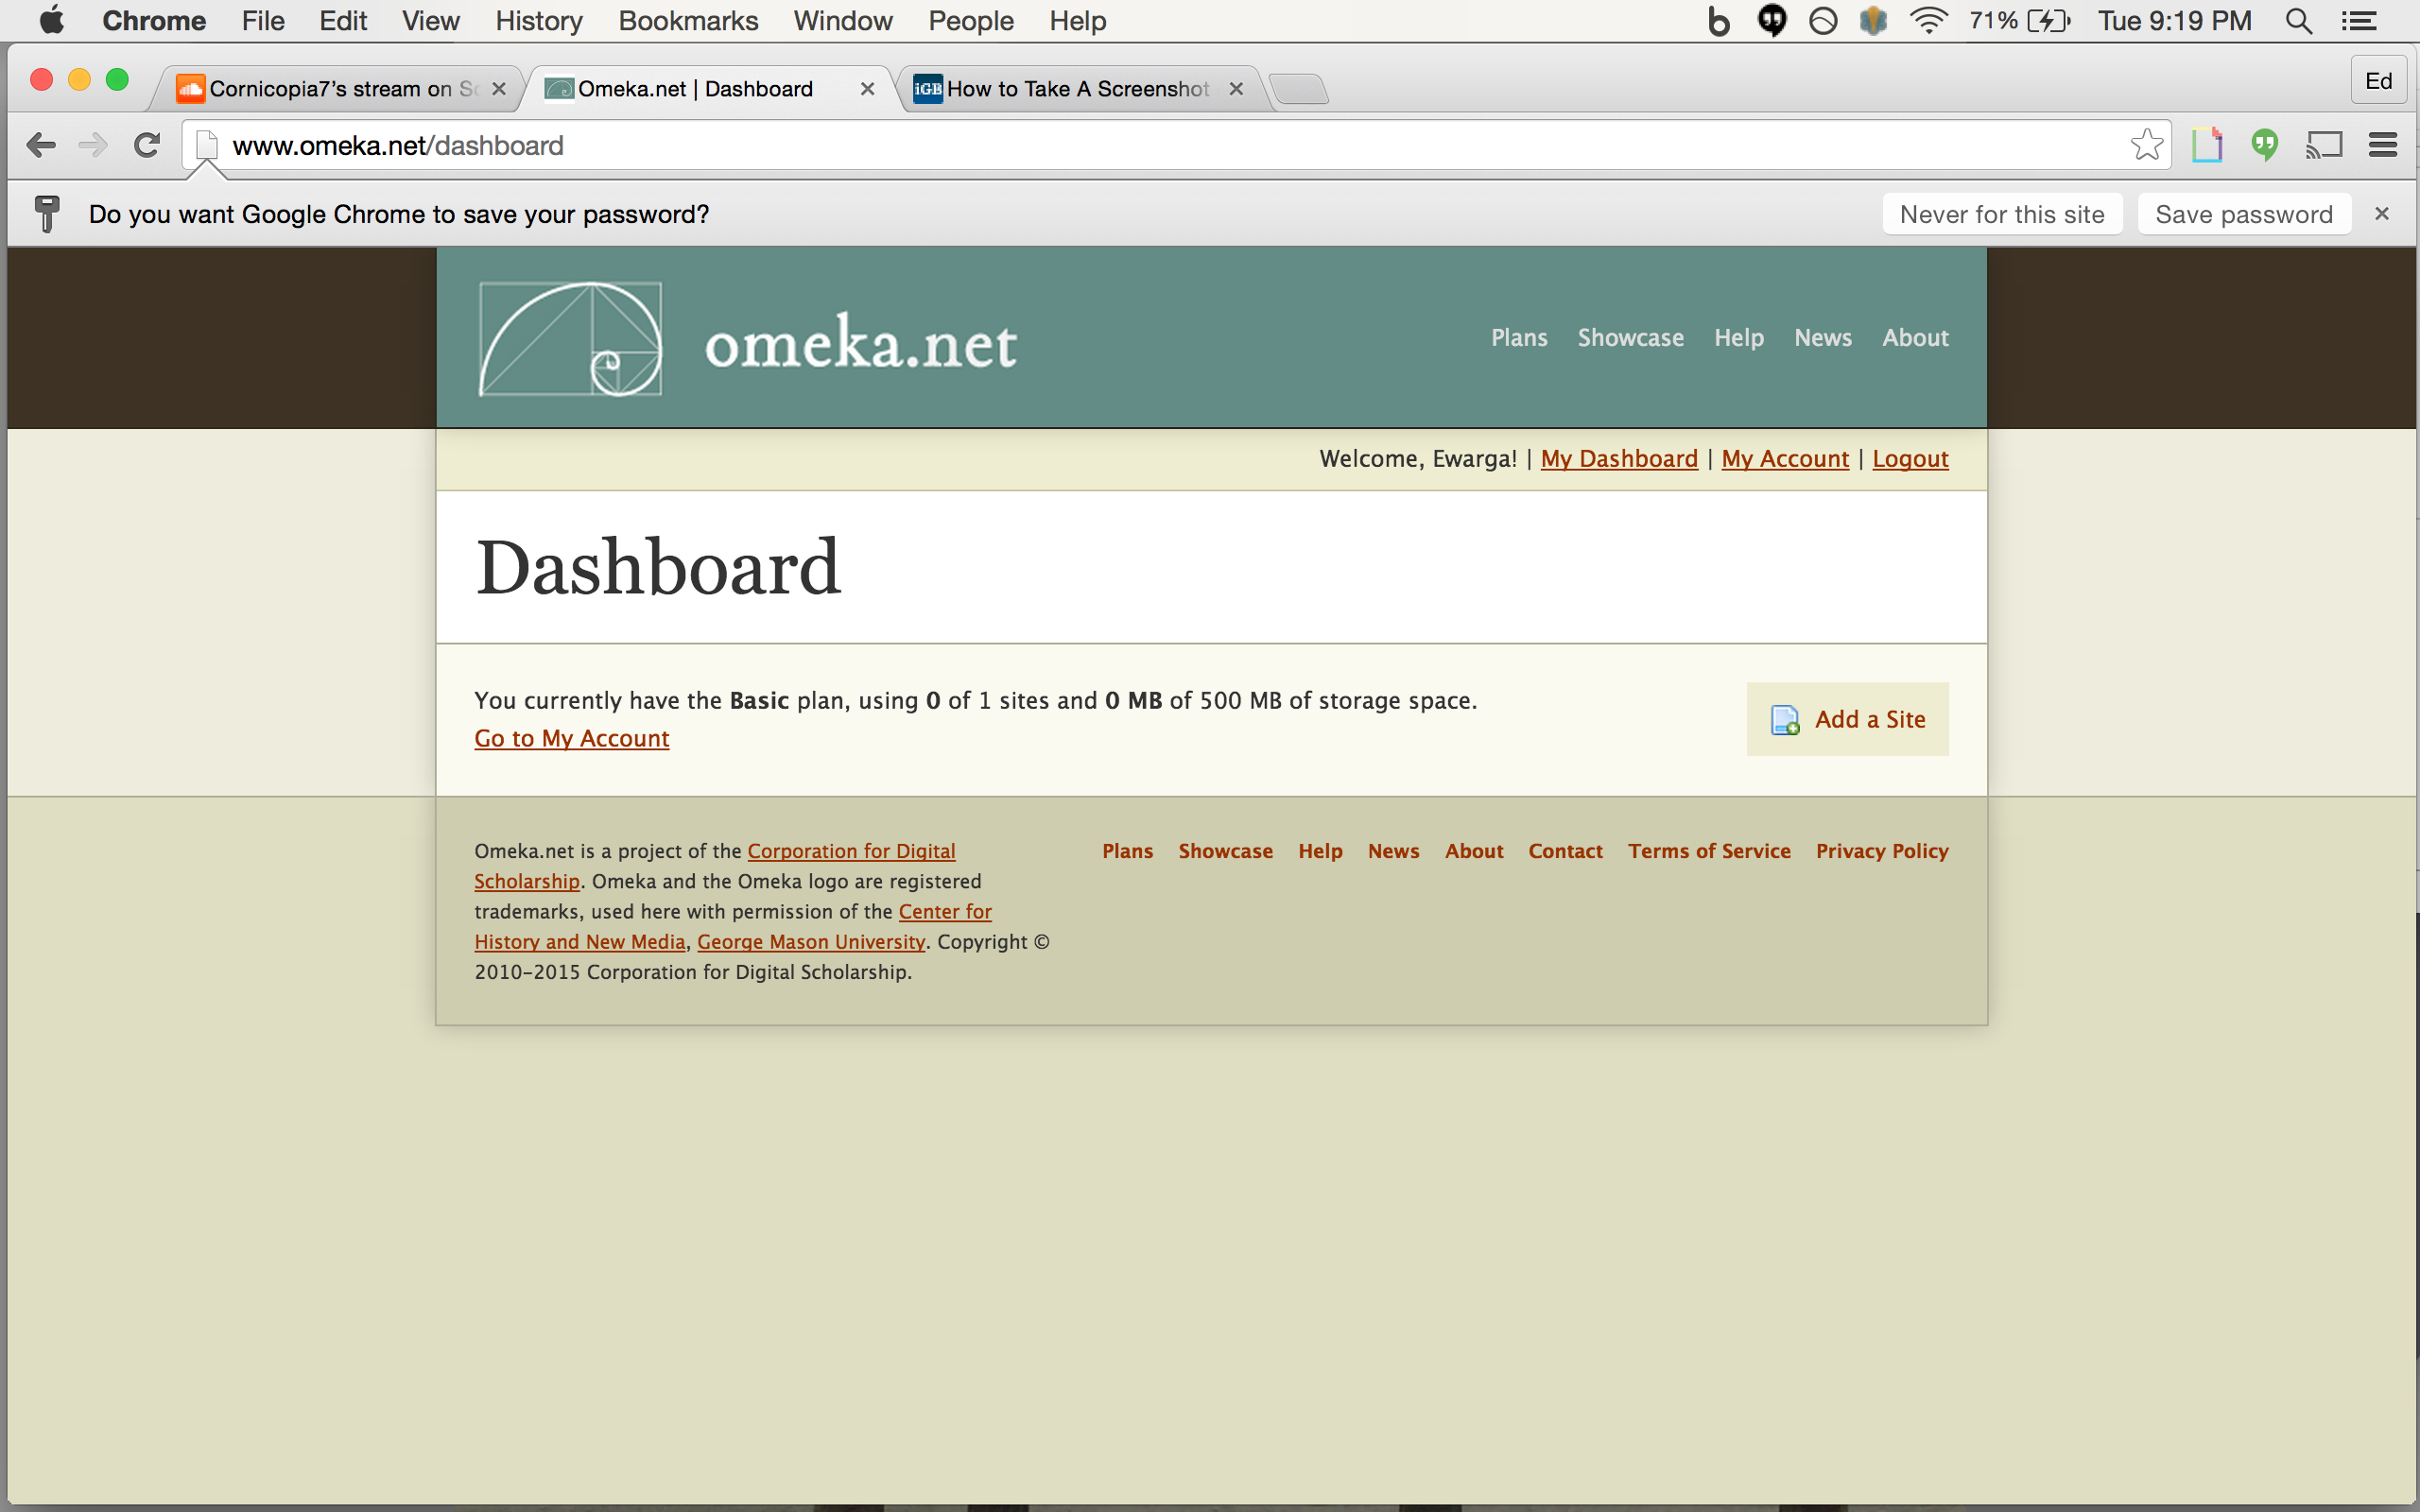 Chrome File Edit View History Bookmarks Window People Help 71% Tue 9:19 PM
Cornicopia7's stream on So Omeka.net | Dashboard iGB How to Take A Screenshot Ed
www.omeka.net/dashboard
Do you want Google Chrome to save your password? Never for this site Save password
omeka.net
Plans Showcase Help News About
Welcome, Ewarga! | My Dashboard | My Account | Logout
Dashboard
You currently have the Basic plan, using 0 of 1 sites and 0 MB of 500 MB of storage space.
Go to My Account
Add a Site
Omeka.net is a project of the Corporation for Digital
Scholarship. Omeka and the Omeka logo are registered
trademarks, used here with permission of the Center for
History and New Media, George Mason University. Copyright ©
2010–2015 Corporation for Digital Scholarship.
Plans Showcase Help News About Contact Terms of Service Privacy Policy